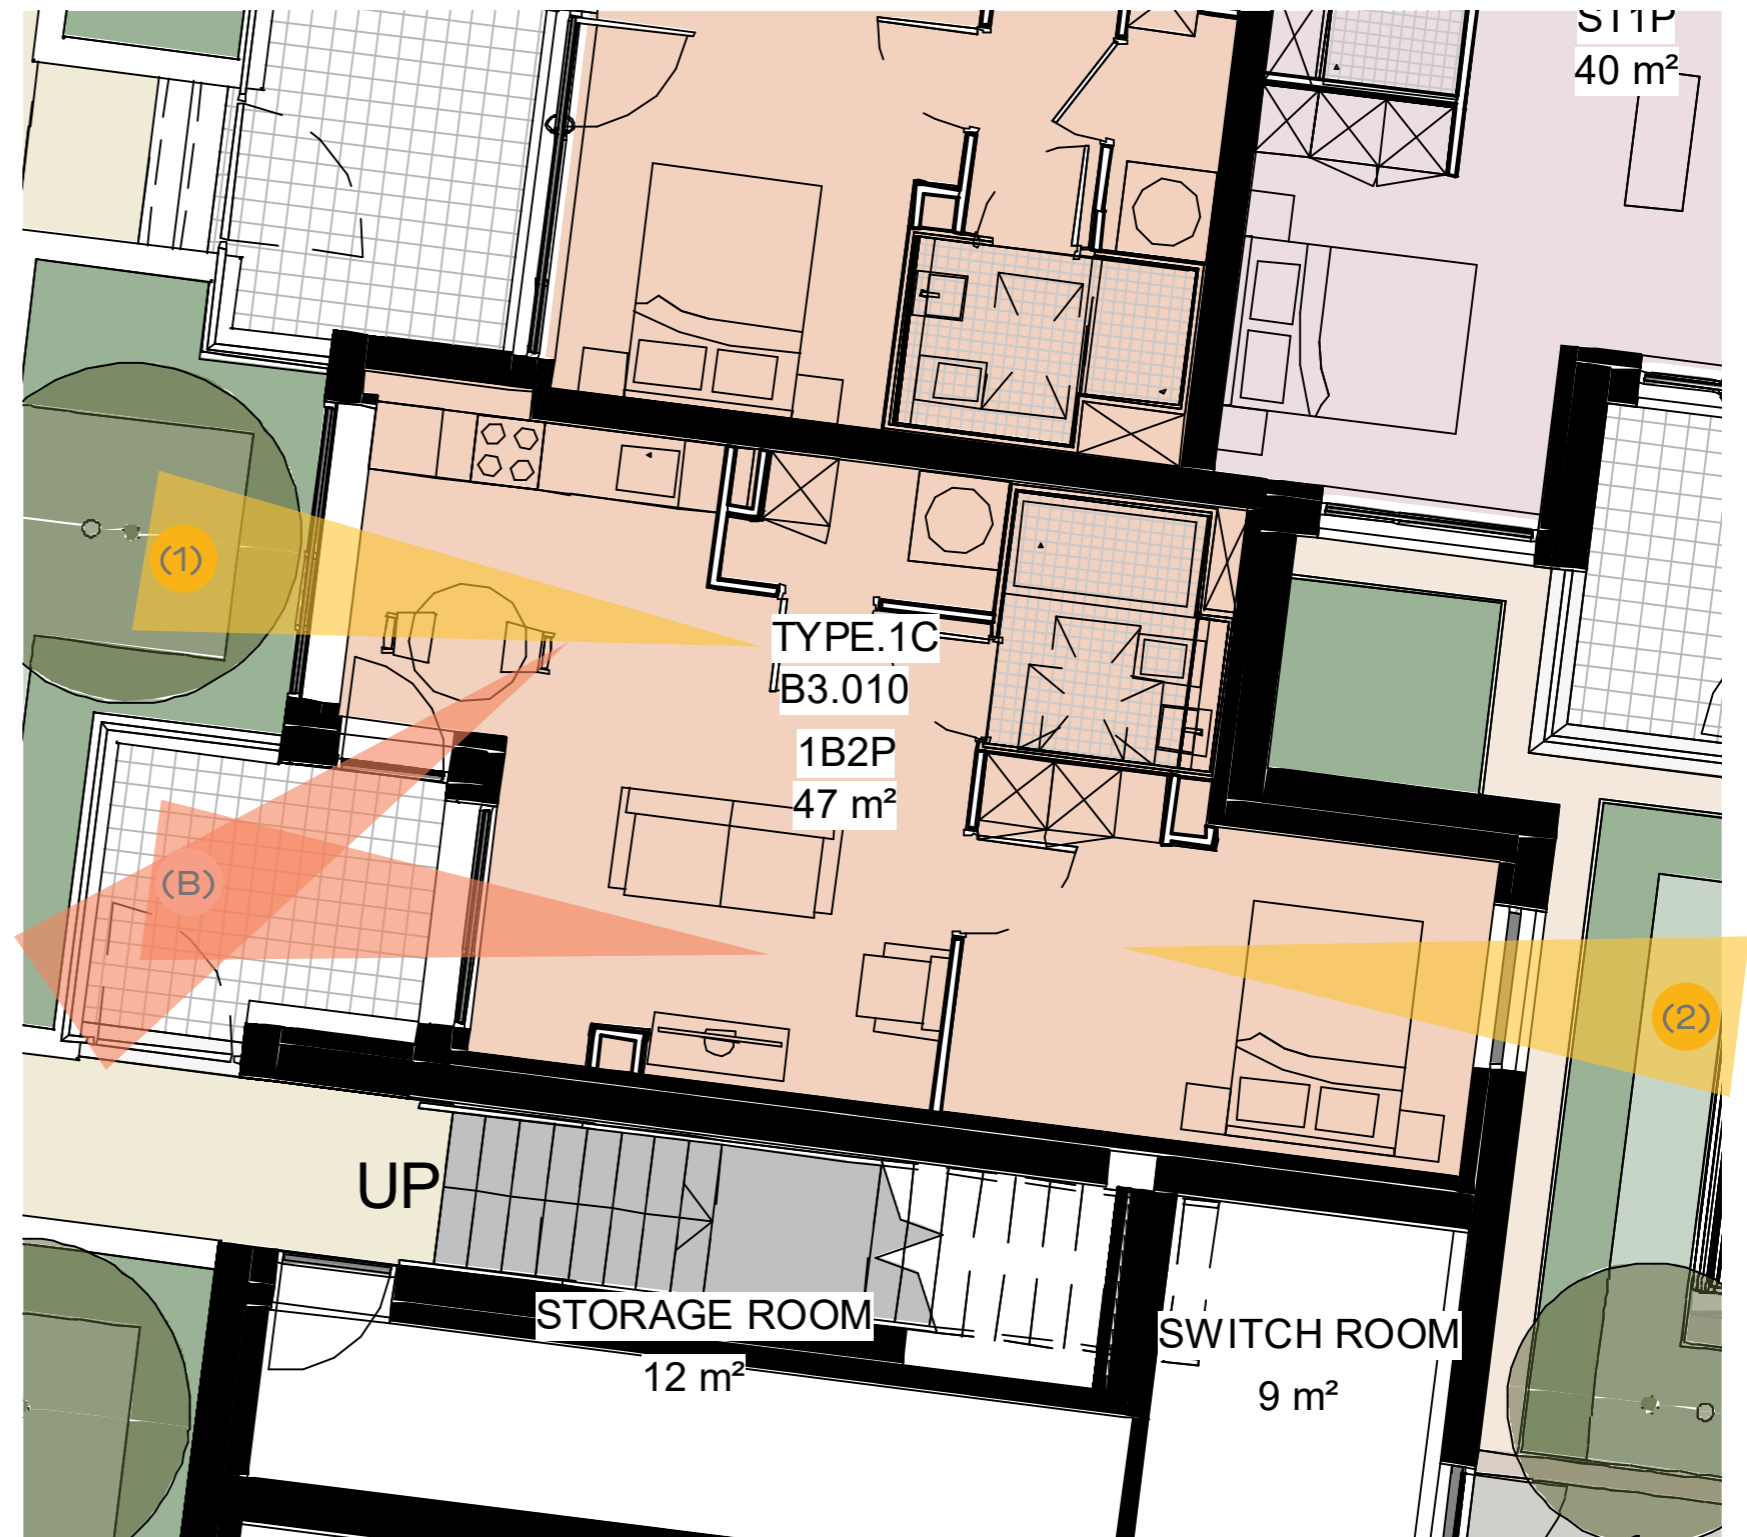 ST1P
40 m²
(1)
TYPE.1C
B3.010
1B2P
47 m²
(B)
(2)
UP
STORAGE ROOM
12 m²
SWITCH ROOM
9 m²